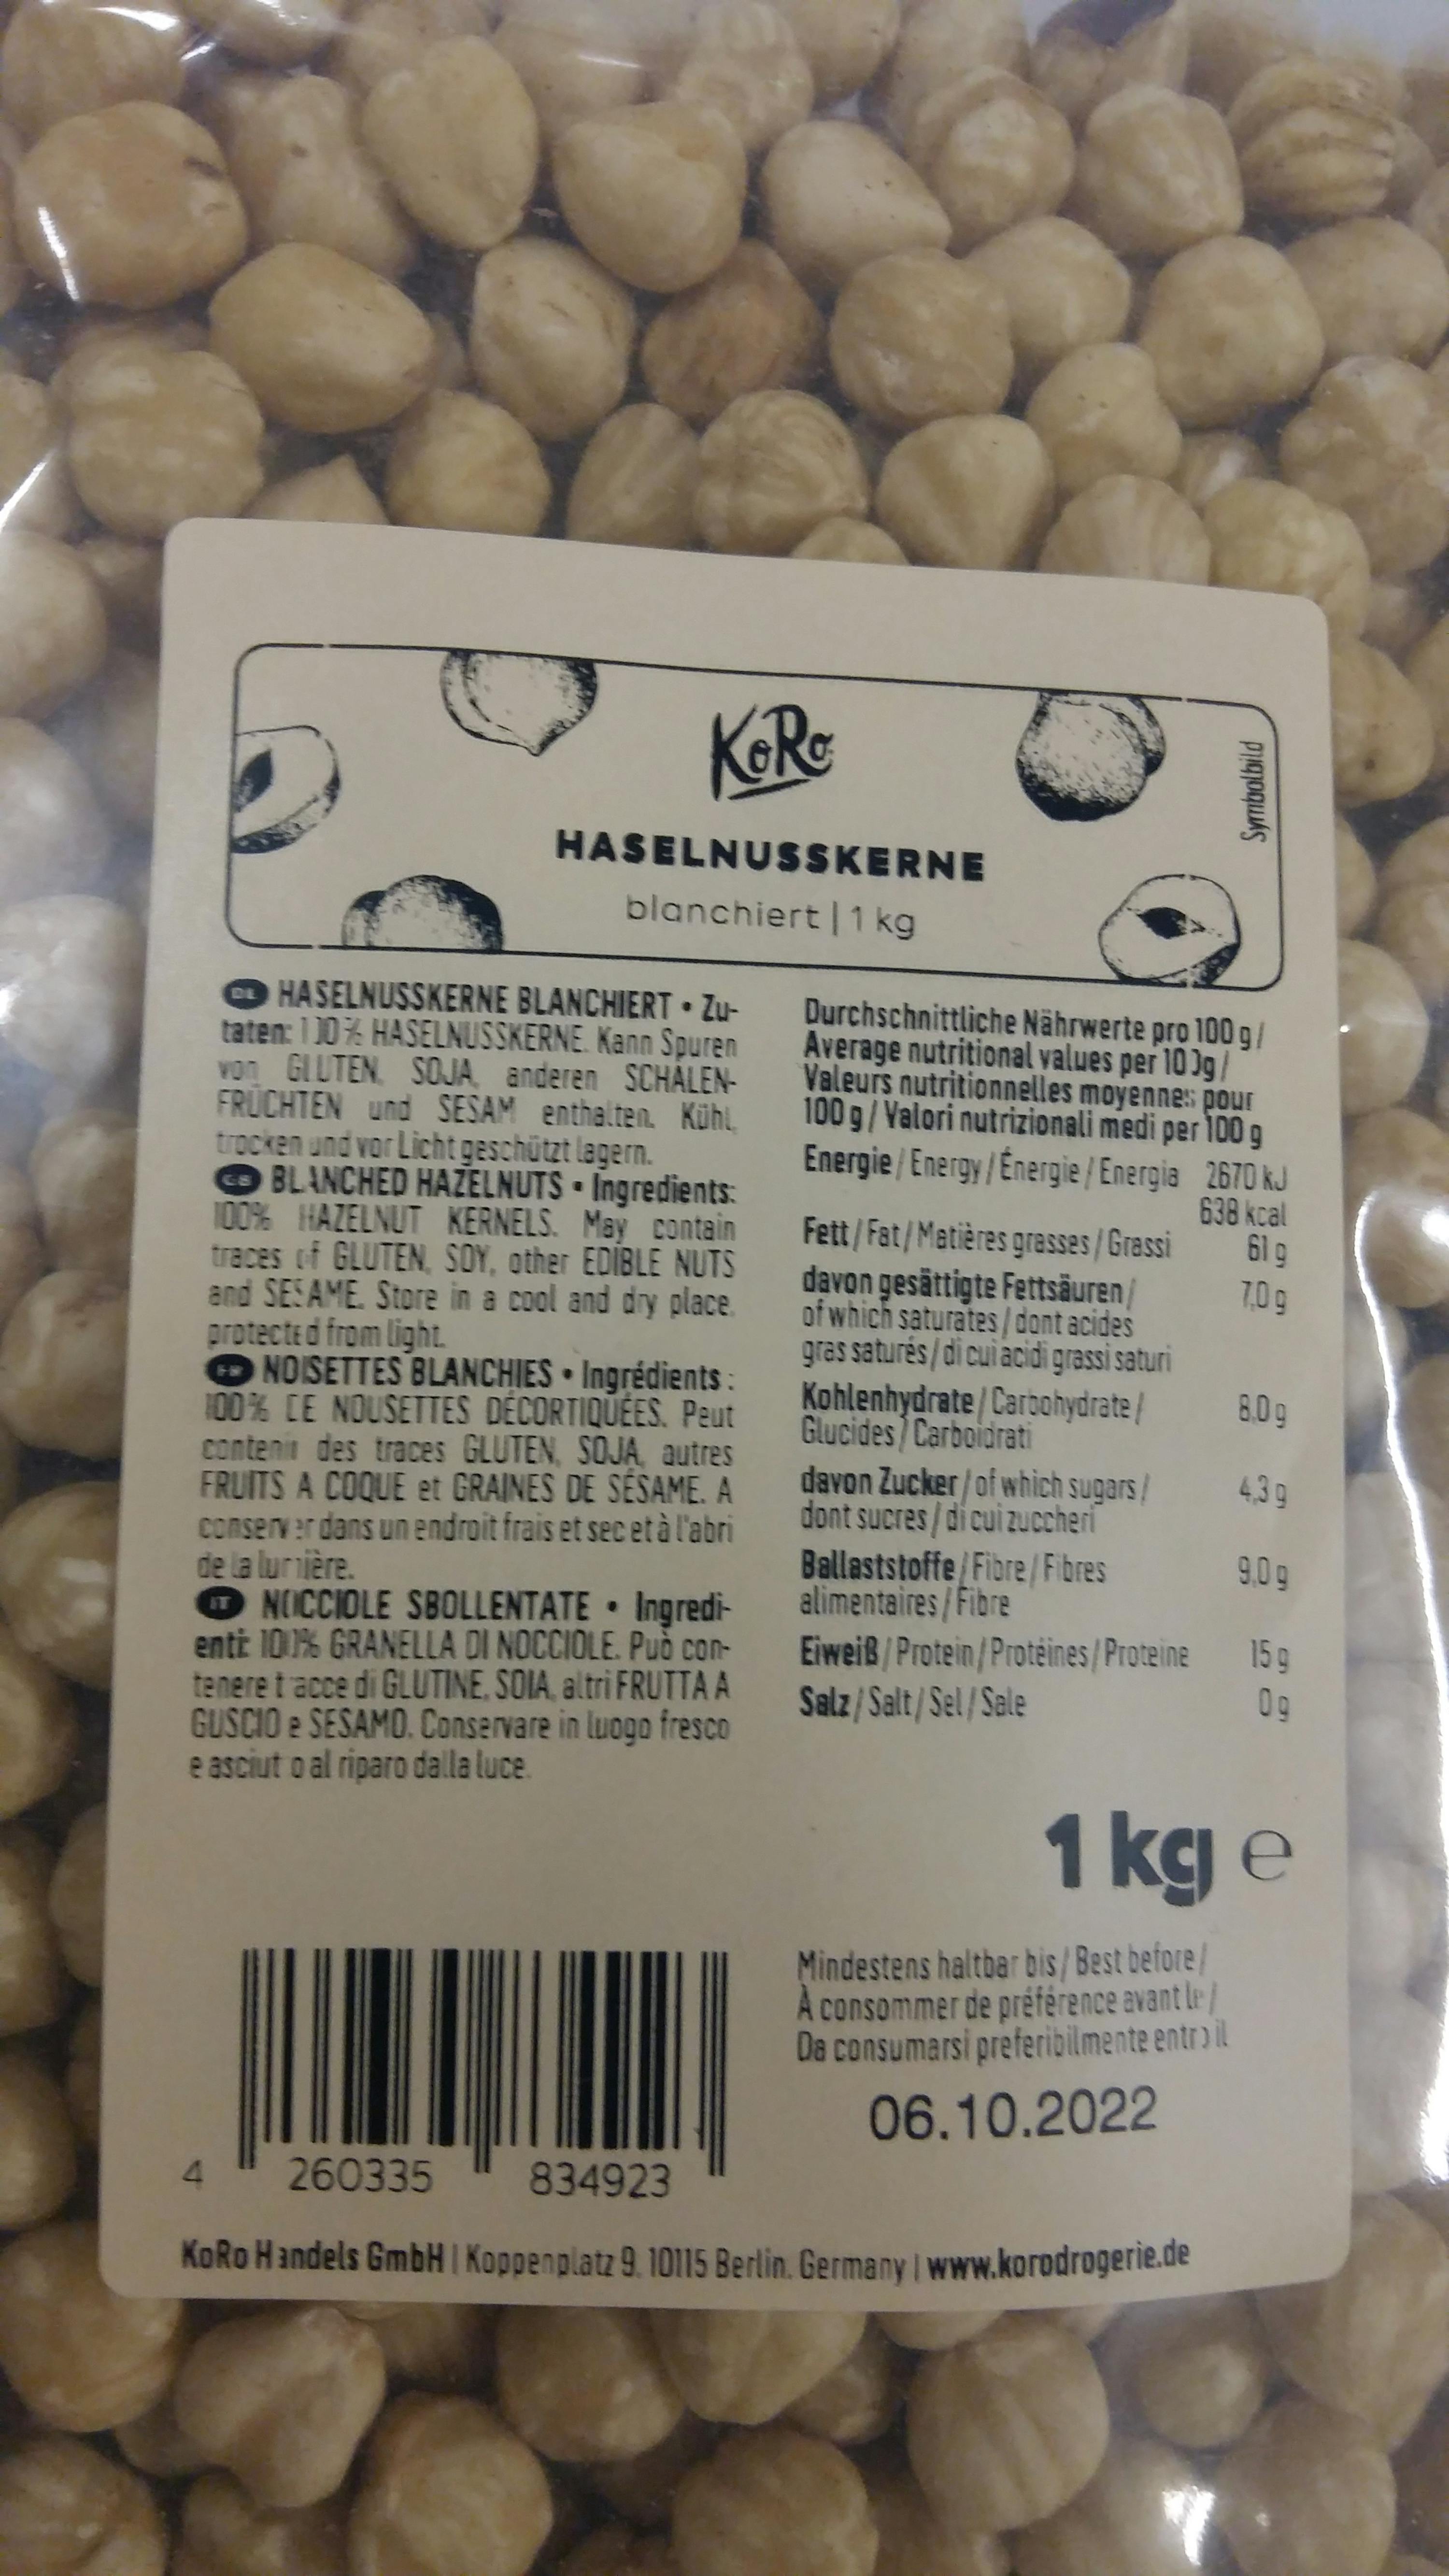 KoRo
Symbolbild
HASELNUSSKERNE
blanchiert | 1 kg
DE HASELNUSSKERNE BLANCHIERT • Zu-
taten: 100% HASELNUSSKERNE. Kann Spuren
von GLUTEN, SOJA, anderen SCHALEN-
FRÜCHTEN und SESAM enthalten. Kühl,
trocken und vor Licht geschützt lagern.
GB BLANCHED HAZELNUTS • Ingredients:
100% HAZELNUT KERNELS. May contain
traces of GLUTEN, SOY, other EDIBLE NUTS
and SESAME. Store in a cool and dry place,
protected from light.
FR NOISETTES BLANCHIES • Ingrédients :
100% DE NOUSETTES DÉCORTIQUÉES. Peut
contenir des traces GLUTEN, SOJA, autres
FRUITS A COQUE et GRAINES DE SÉSAME. A
conserver dans un endroit frais et sec et à l'abri
de la lumière.
IT NOCCIOLE SBOLLENTATE • Ingredi-
enti: 100% GRANELLA DI NOCCIOLE. Può con-
tenere tracce di GLUTINE, SOIA, altri FRUTTA A
GUSCIO e SESAMO. Conservare in luogo fresco
e asciutto al riparo dalla luce.
Durchschnittliche Nährwerte pro 100 g /
Average nutritional values per 100g /
Valeurs nutritionnelles moyennes pour
100 g / Valori nutrizionali medi per 100 g
Energie / Energy / Énergie / Energia 2670 kJ
638 kcal
Fett / Fat / Matières grasses / Grassi 61 g
davon gesättigte Fettsäuren / 7,0 g
of which saturates / dont acides
gras saturés / di cui acidi grassi saturi
Kohlenhydrate / Carbohydrate / 8,0 g
Glucides / Carboidrati
davon Zucker / of which sugars / 4,3 g
dont sucres / di cui zuccheri
Ballaststoffe / Fibre / Fibres 9,0 g
alimentaires / Fibre
Eiweiß / Protein / Protéines / Proteine 15 g
Salz / Salt / Sel / Sale 0 g
1 kg e
Mindestens haltbar bis / Best before /
À consommer de préférence avant le /
Da consumarsi preferibilmente entro il
06.10.2022
4 260335 834923
KoRo Handels GmbH | Koppenplatz 9, 10115 Berlin, Germany | www.korodrogerie.de